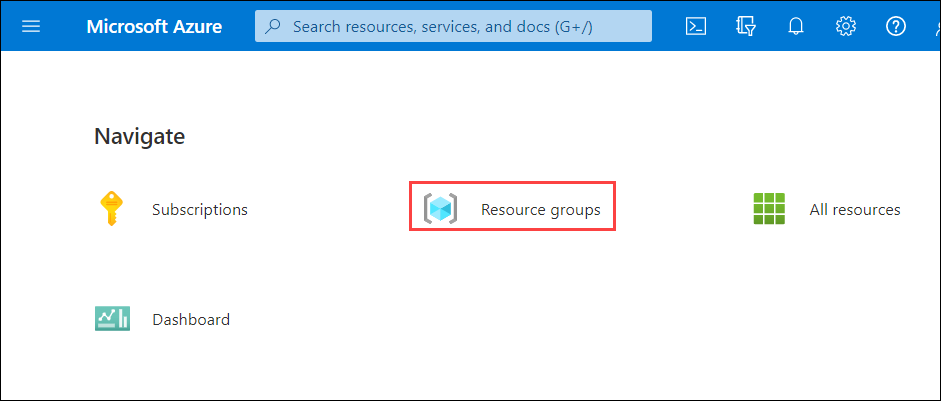 Microsoft Azure
Search resources, services, and docs (G+/)
Navigate
Subscriptions
Resource groups
All resources
Dashboard